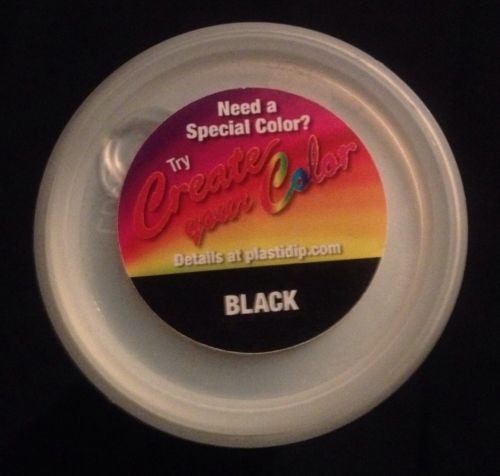 Need a
Special Color?
Try
Create
your Color
Details at plastidip.com
BLACK